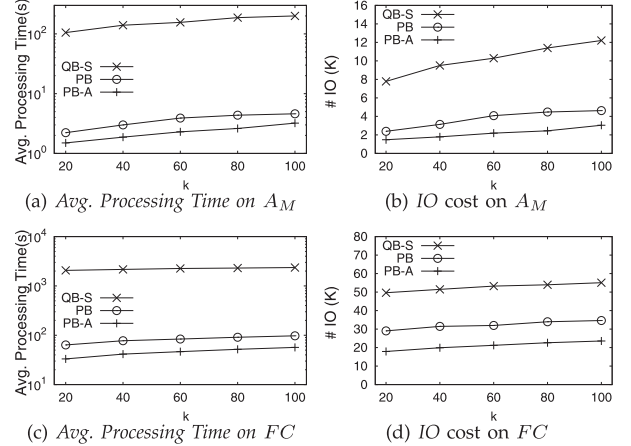 Avg. Processing Time(s)
10^2
10^1
10^0
QB-S
PB
PB-A
20 40 60 80 100
k
(a) Avg. Processing Time on A_M
# IO (K)
16
14
12
10
8
6
4
2
0
QB-S
PB
PB-A
20 40 60 80 100
k
(b) IO cost on A_M
Avg. Processing Time(s)
10^4
10^3
10^2
10^1
QB-S
PB
PB-A
20 40 60 80 100
k
(c) Avg. Processing Time on FC
# IO (K)
80
70
60
50
40
30
20
10
0
QB-S
PB
PB-A
20 40 60 80 100
k
(d) IO cost on FC